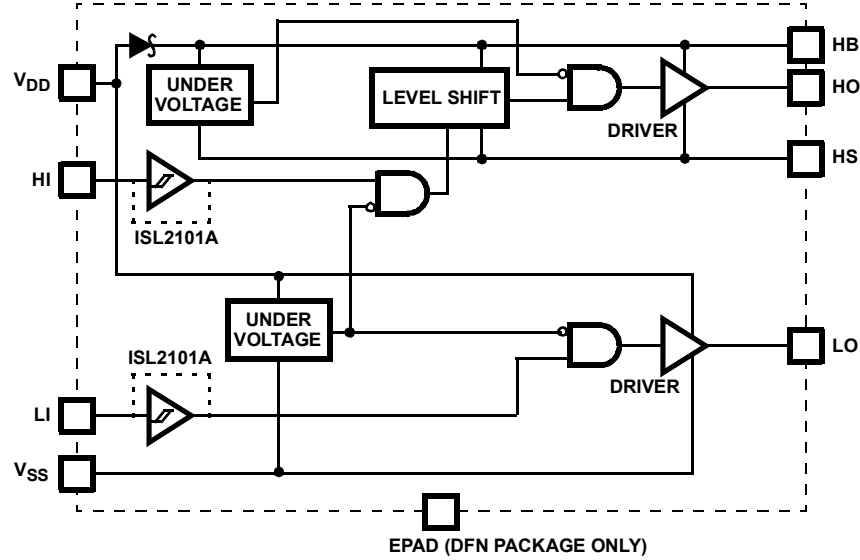 HB
VDD
UNDER
VOLTAGE
LEVEL SHIFT
HO
DRIVER
HS
HI
ISL2101A
UNDER
VOLTAGE
LO
ISL2101A
DRIVER
LI
VSS
EPAD (DFN PACKAGE ONLY)